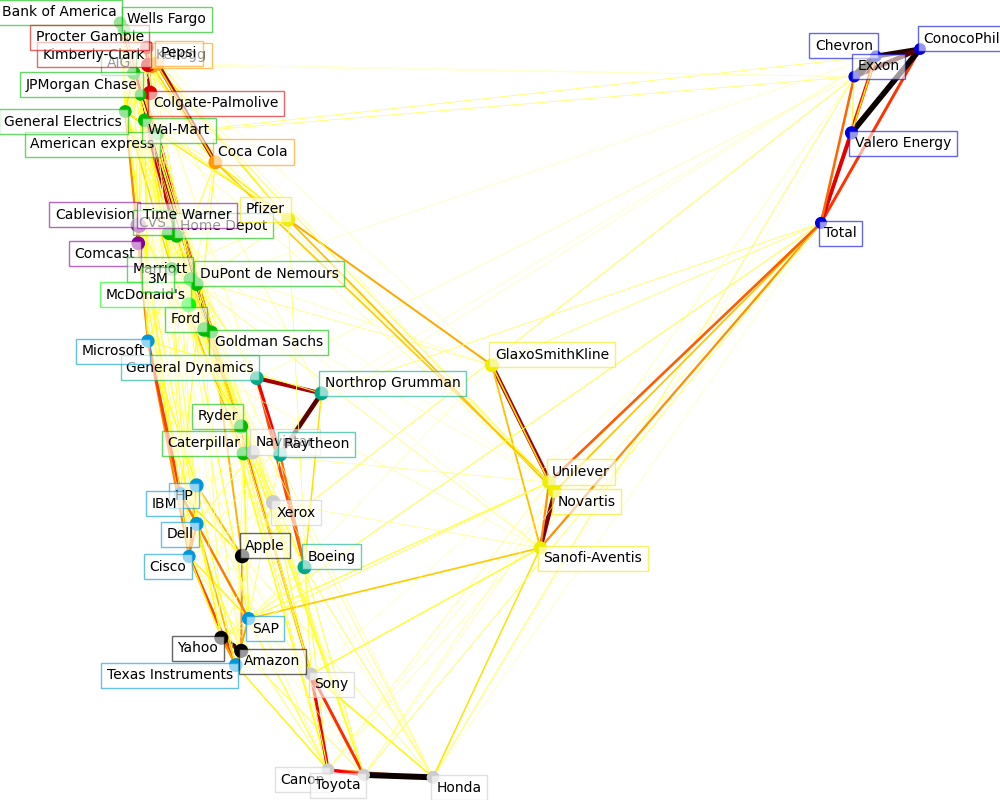 Bank of America
Wells Fargo
Procter Gamble
Kimberly-Clark
Pepsi
AIG
JPMorgan Chase
Colgate-Palmolive
General Electrics
Wal-Mart
American express
Coca Cola
Chevron
ConocoPhil
Exxon
Valero Energy
Total
Pfizer
Cablevision
Time Warner
CVS
Home Depot
Comcast
Marriott
3M
DuPont de Nemours
McDonald's
Ford
Goldman Sachs
Microsoft
General Dynamics
Northrop Grumman
GlaxoSmithKline
Ryder
Caterpillar
Raytheon
Unilever
Novartis
HP
IBM
Xerox
Dell
Apple
Boeing
Cisco
Sanofi-Aventis
SAP
Yahoo
Amazon
Texas Instruments
Sony
Canon
Toyota
Honda